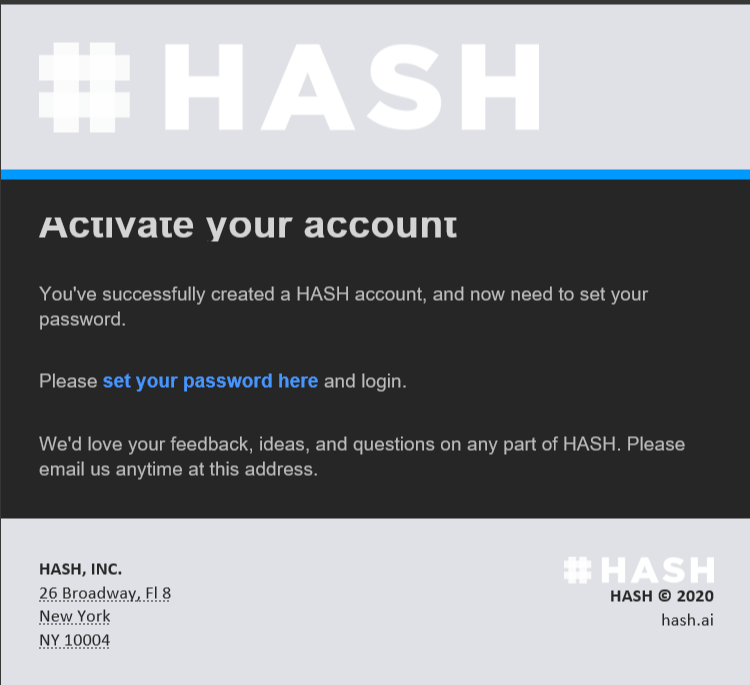 HASH
Activate your account
You've successfully created a HASH account, and now need to set your
password.
Please set your password here and login.
We'd love your feedback, ideas, and questions on any part of HASH. Please
email us anytime at this address.
HASH, INC.
26 Broadway, Fl 8
New York
NY 10004
HASH
HASH © 2020
hash.ai